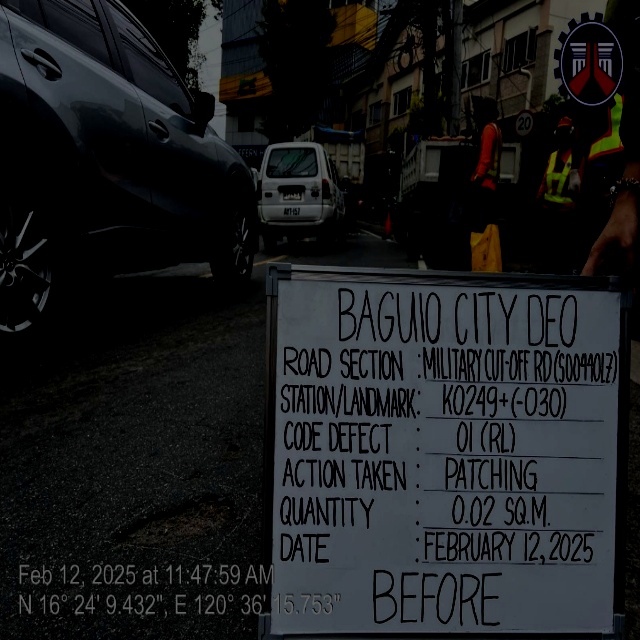 BAGUIO CITY DEO
ROAD SECTION : MILITARY CUT-OFF RD (S00440LZ)
STATION/LANDMARK : K0249+(-030)
CODE DEFECT : 01 (RL)
ACTION TAKEN : PATCHING
QUANTITY : 0.02 SQ.M.
DATE : FEBRUARY 12, 2025
BEFORE
Feb 12, 2025 at 11:47:59 AM
N 16° 24' 9.432", E 120° 36' 15.753"